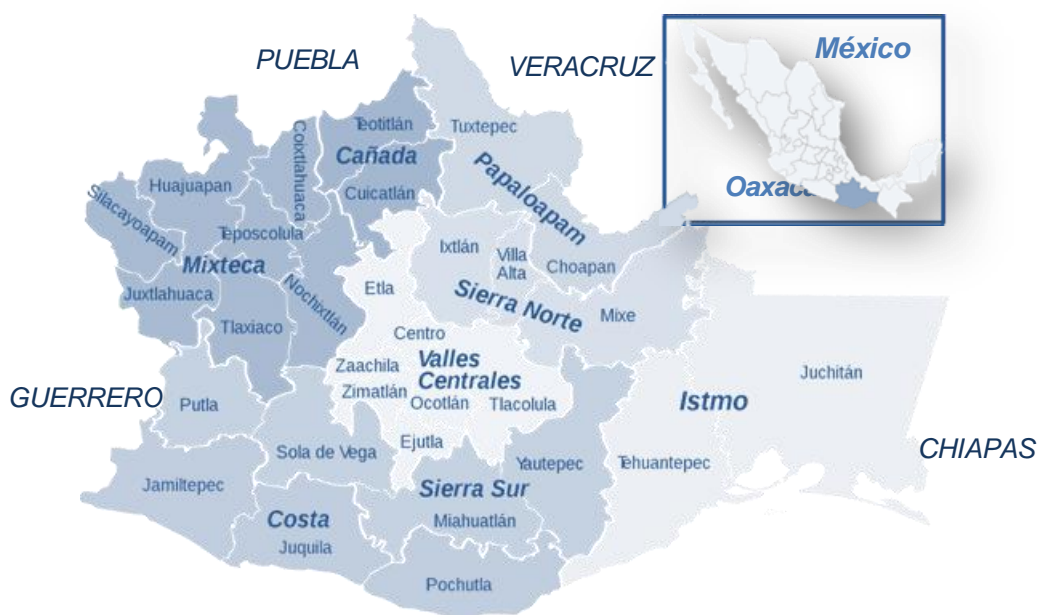 PUEBLA
VERACRUZ
México
Oaxaca
Teotitlán
Cañada
Cuicatlán
Coixtlahuaca
Tuxtepec
Papaloapam
Huajuapan
Silacayoapam
Teposcolula
Mixteca
Juxtlahuaca
Tlaxiaco
Nochixtlán
Ixtlán
Villa
Alta
Choapan
Sierra Norte
Mixe
Etla
Centro
Zaachila
Valles
Centrales
Zimatlán
Ocotlán
Tlacolula
Ejutla
Istmo
Juchitán
Tehuantepec
GUERRERO
CHIAPAS
Putla
Sola de Vega
Yautepec
Jamiltepec
Sierra Sur
Miahuatlán
Costa
Juquila
Pochutla